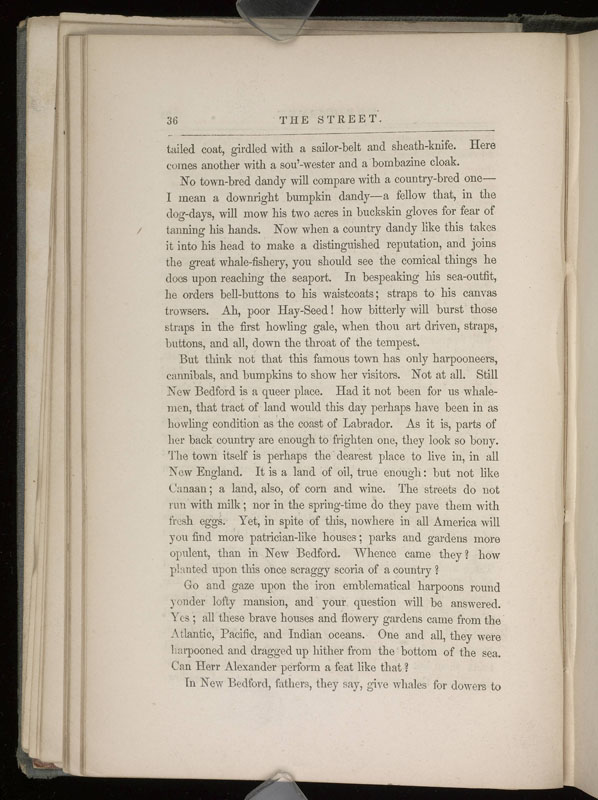 36 THE STREET.
tailed coat, girdled with a sailor-belt and sheath-knife. Here
comes another with a sou'-wester and a bombazine cloak.
No town-bred dandy will compare with a country-bred one—
I mean a downright bumpkin dandy—a fellow that, in the
dog-days, will mow his two acres in buckskin gloves for fear of
tanning his hands. Now when a country dandy like this takes
it into his head to make a distinguished reputation, and joins
the great whale-fishery, you should see the comical things he
does upon reaching the seaport. In bespeaking his sea-outfit,
he orders bell-buttons to his waistcoats; straps to his canvas
trowsers. Ah, poor Hay-Seed! how bitterly will burst those
straps in the first howling gale, when thou art driven, straps,
buttons, and all, down the throat of the tempest.
But think not that this famous town has only harpooneers,
cannibals, and bumpkins to show her visitors. Not at all. Still
New Bedford is a queer place. Had it not been for us whale-
men, that tract of land would this day perhaps have been in as
howling condition as the coast of Labrador. As it is, parts of
her back country are enough to frighten one, they look so bony.
The town itself is perhaps the dearest place to live in, in all
New England. It is a land of oil, true enough: but not like
Canaan; a land, also, of corn and wine. The streets do not
run with milk; nor in the spring-time do they pave them with
fresh eggs. Yet, in spite of this, nowhere in all America will
you find more patrician-like houses; parks and gardens more
opulent, than in New Bedford. Whence came they? how
planted upon this once scraggy scoria of a country?
Go and gaze upon the iron emblematical harpoons round
yonder lofty mansion, and your question will be answered.
Yes; all these brave houses and flowery gardens came from the
Atlantic, Pacific, and Indian oceans. One and all, they were
harpooned and dragged up hither from the bottom of the sea.
Can Herr Alexander perform a feat like that?
In New Bedford, fathers, they say, give whales for dowers to